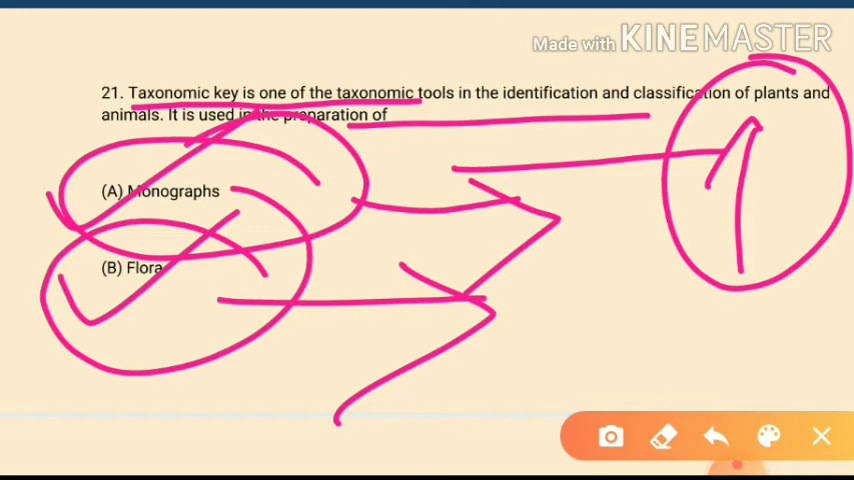 Made with KINEMASTER
21. Taxonomic key is one of the taxonomic tools in the identification and classification of plants and
animals. It is used in the preparation of
(A) Monographs
(B) Flora
1